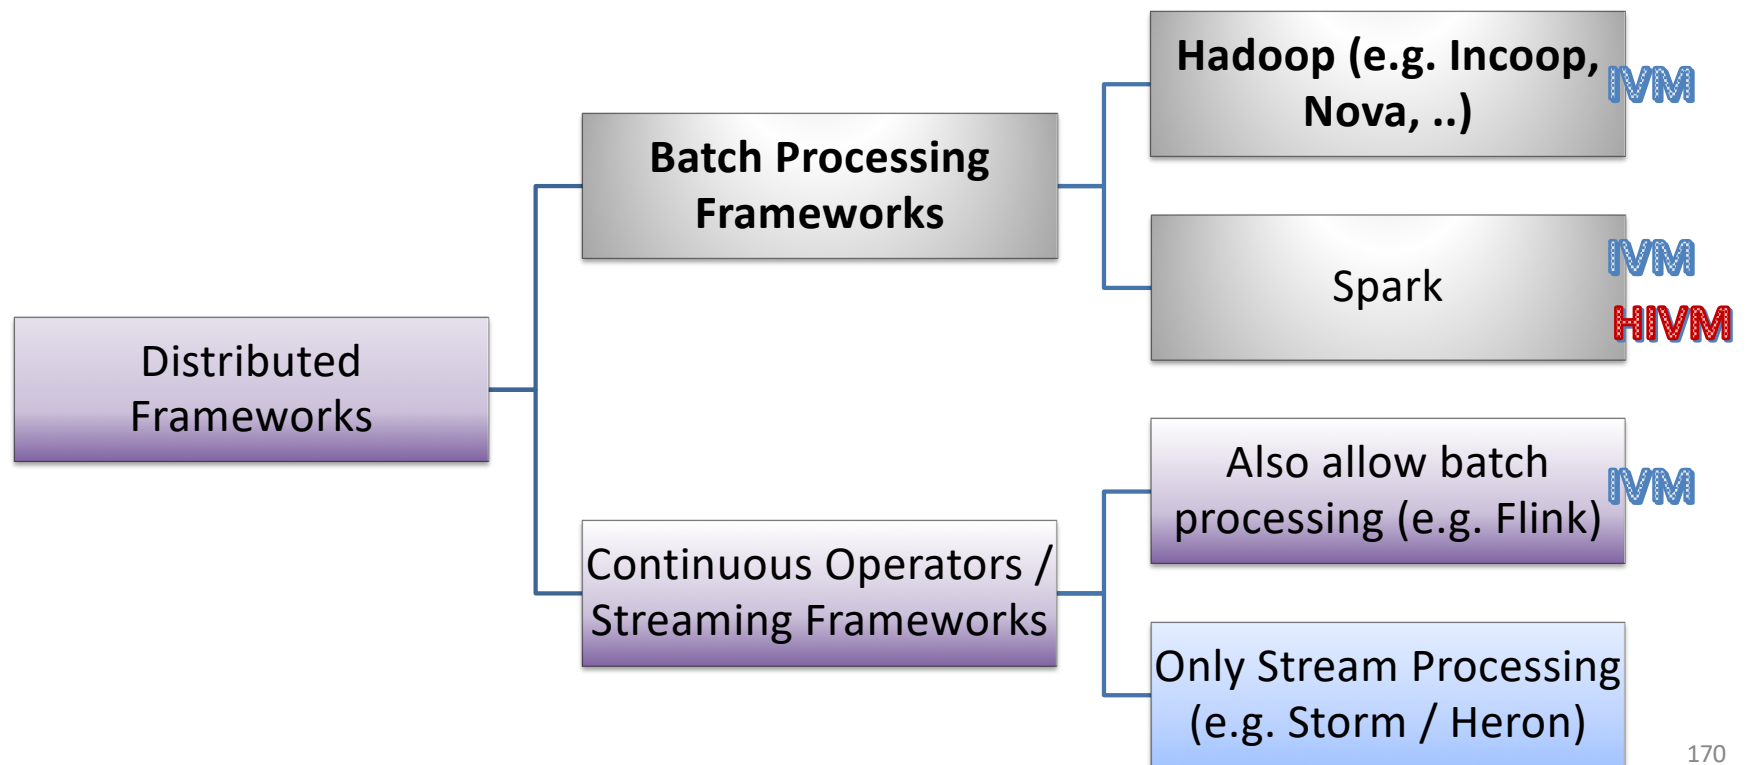 Distributed
Frameworks
Batch Processing
Frameworks
Hadoop (e.g. Incoop,
Nova, ..)
IVM
Spark
IVM
HIVM
Continuous Operators /
Streaming Frameworks
Also allow batch
processing (e.g. Flink)
IVM
Only Stream Processing
(e.g. Storm / Heron)
170